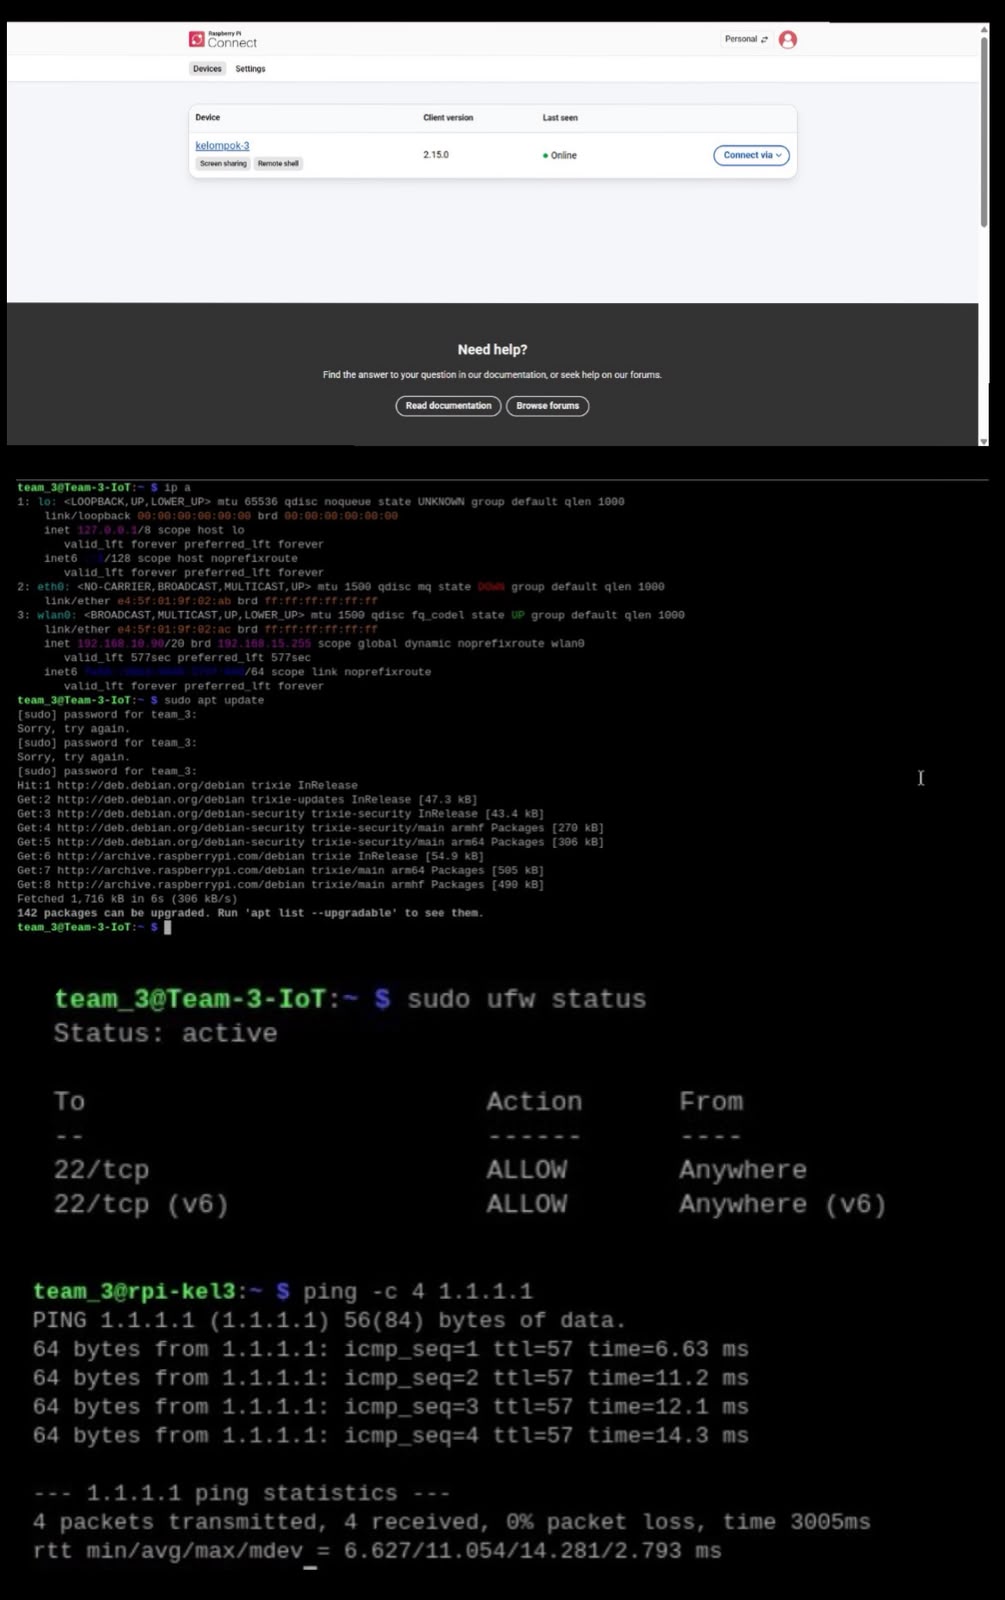 Raspberry Pi
Connect
Personal
Devices Settings
Device Client version Last seen
kelompok-3
Screen sharing Remote shell
2.15.0 Online Connect via
Need help?
Find the answer to your question in our documentation, or seek help on our forums.
Read documentation Browse forums
team_3@Team-3-IoT:~ $ ip a
1: lo: <LOOPBACK,UP,LOWER_UP> mtu 65536 qdisc noqueue state UNKNOWN group default qlen 1000
link/loopback 00:00:00:00:00:00 brd 00:00:00:00:00:00
inet 127.0.0.1/8 scope host lo
valid_lft forever preferred_lft forever
inet6 /128 scope host noprefixroute
valid_lft forever preferred_lft forever
2: eth0: <NO-CARRIER,BROADCAST,MULTICAST,UP> mtu 1500 qdisc mq state DOWN group default qlen 1000
link/ether e4:5f:01:9f:02:ab brd ff:ff:ff:ff:ff:ff
3: wlan0: <BROADCAST,MULTICAST,UP,LOWER_UP> mtu 1500 qdisc fq_codel state UP group default qlen 1000
link/ether e4:5f:01:9f:02:ac brd ff:ff:ff:ff:ff:ff
inet 192.168.10.90/20 brd 192.168.15.255 scope global dynamic noprefixroute wlan0
valid_lft 577sec preferred_lft 577sec
inet6 /64 scope link noprefixroute
valid_lft forever preferred_lft forever
team_3@Team-3-IoT:~ $ sudo apt update
[sudo] password for team_3:
Sorry, try again.
[sudo] password for team_3:
Sorry, try again.
[sudo] password for team_3:
Hit:1 http://deb.debian.org/debian trixie InRelease
Get:2 http://deb.debian.org/debian trixie-updates InRelease [47.3 kB]
Get:3 http://deb.debian.org/debian-security trixie-security InRelease [43.4 kB]
Get:4 http://deb.debian.org/debian-security trixie-security/main armhf Packages [270 kB]
Get:5 http://deb.debian.org/debian-security trixie-security/main arm64 Packages [306 kB]
Get:6 http://archive.raspberrypi.com/debian trixie InRelease [54.9 kB]
Get:7 http://archive.raspberrypi.com/debian trixie/main arm64 Packages [505 kB]
Get:8 http://archive.raspberrypi.com/debian trixie/main armhf Packages [490 kB]
Fetched 1,716 kB in 6s (306 kB/s)
142 packages can be upgraded. Run 'apt list --upgradable' to see them.
team_3@Team-3-IoT:~ $
team_3@Team-3-IoT:~ $ sudo ufw status
Status: active
To Action From
-- ------ ----
22/tcp ALLOW Anywhere
22/tcp (v6) ALLOW Anywhere (v6)
team_3@rpi-kel3:~ $ ping -c 4 1.1.1.1
PING 1.1.1.1 (1.1.1.1) 56(84) bytes of data.
64 bytes from 1.1.1.1: icmp_seq=1 ttl=57 time=6.63 ms
64 bytes from 1.1.1.1: icmp_seq=2 ttl=57 time=11.2 ms
64 bytes from 1.1.1.1: icmp_seq=3 ttl=57 time=12.1 ms
64 bytes from 1.1.1.1: icmp_seq=4 ttl=57 time=14.3 ms
--- 1.1.1.1 ping statistics ---
4 packets transmitted, 4 received, 0% packet loss, time 3005ms
rtt min/avg/max/mdev = 6.627/11.054/14.281/2.793 ms